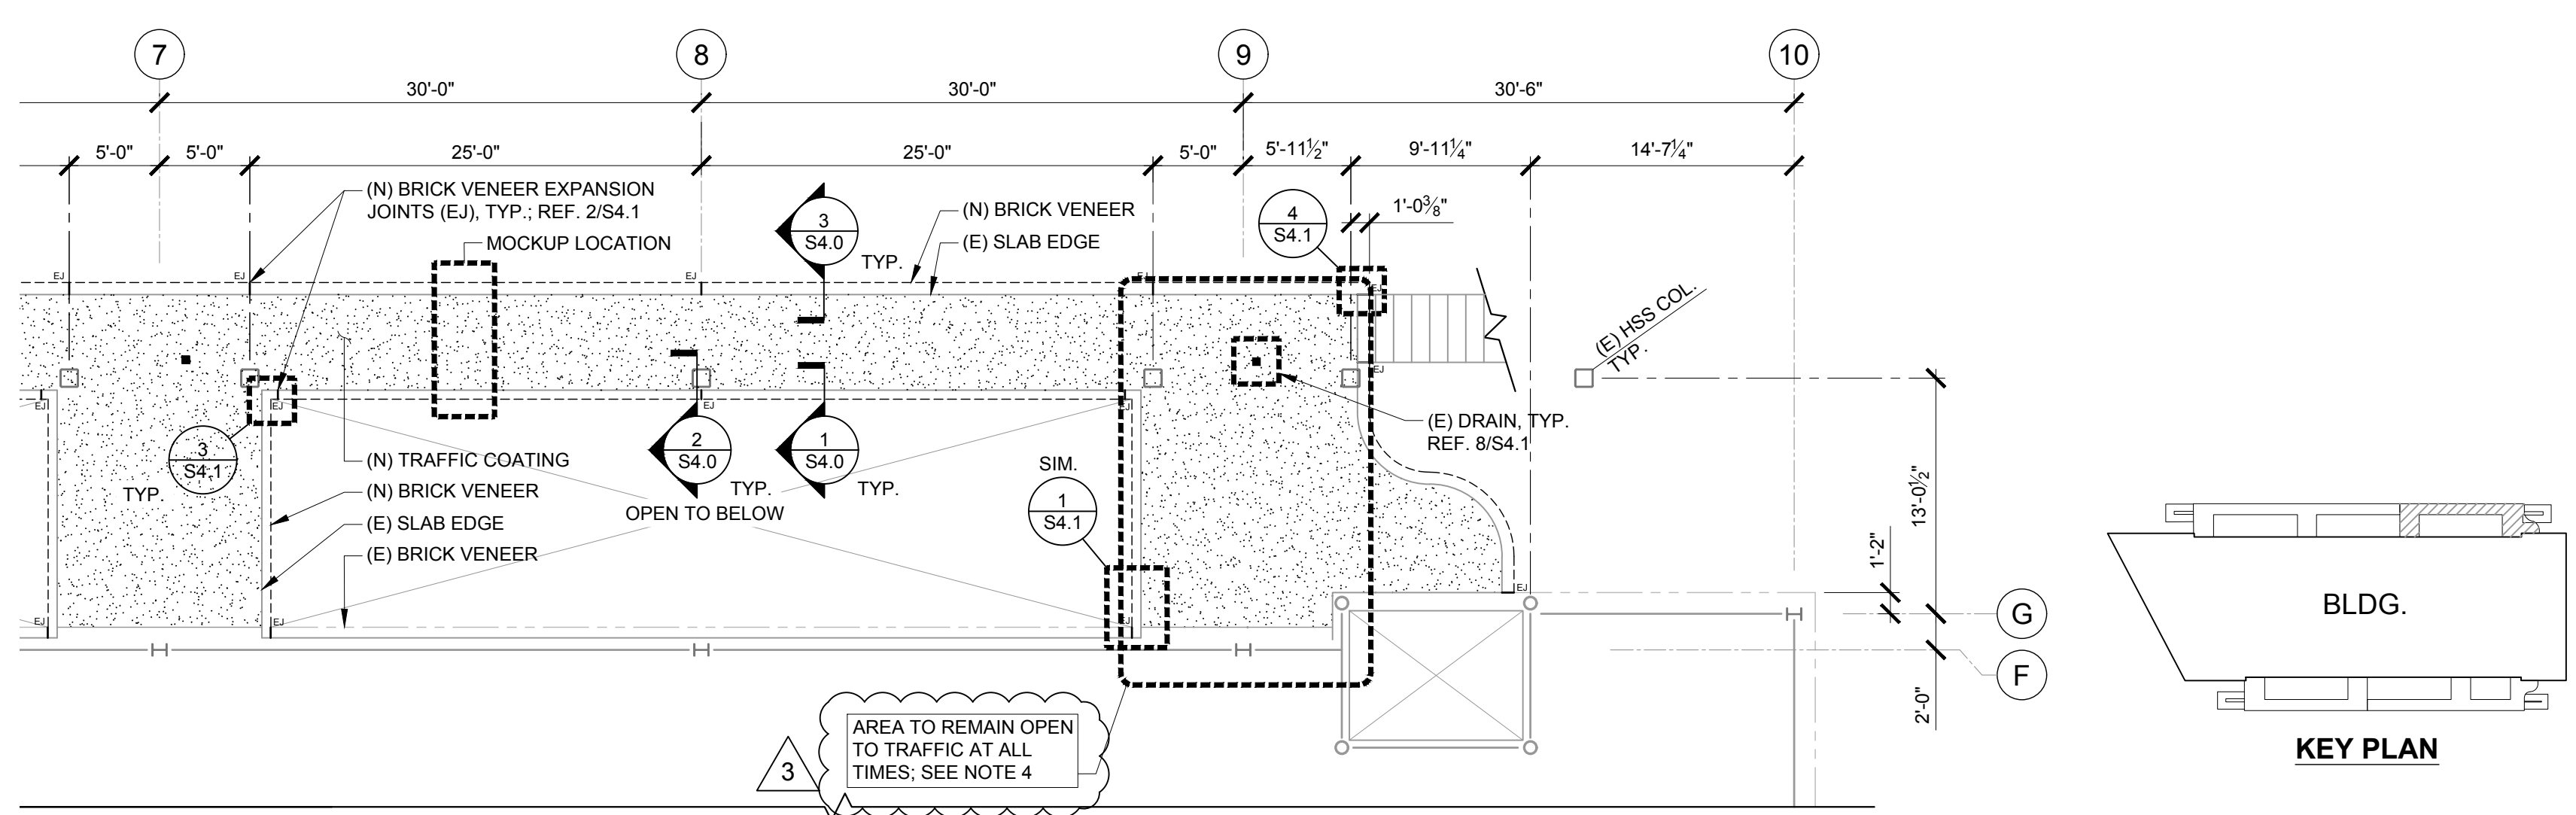 7
8
9
10
30'-0"
30'-0"
30'-6"
5'-0"
5'-0"
25'-0"
25'-0"
5'-0"
5'-11½"
9'-11¼"
14'-7¼"
(N) BRICK VENEER EXPANSION
JOINTS (EJ), TYP.; REF. 2/S4.1
MOCKUP LOCATION
3
S4.0
TYP.
(N) BRICK VENEER
(E) SLAB EDGE
4
S4.1
1'-0⅜"
EJ
EJ
EJ
EJ
EJ
(E) HSS COL.
TYP.
EJ
EJ
EJ
EJ
EJ
(E) DRAIN, TYP.
REF. 8/S4.1
3
S4.1
TYP.
(N) TRAFFIC COATING
(N) BRICK VENEER
(E) SLAB EDGE
(E) BRICK VENEER
2
S4.0
TYP.
1
S4.0
TYP.
OPEN TO BELOW
SIM.
1
S4.1
EJ
EJ
EJ
EJ
13'-0½"
1'-2"
2'-0"
G
F
AREA TO REMAIN OPEN
TO TRAFFIC AT ALL
TIMES; SEE NOTE 4
3
BLDG.
KEY PLAN